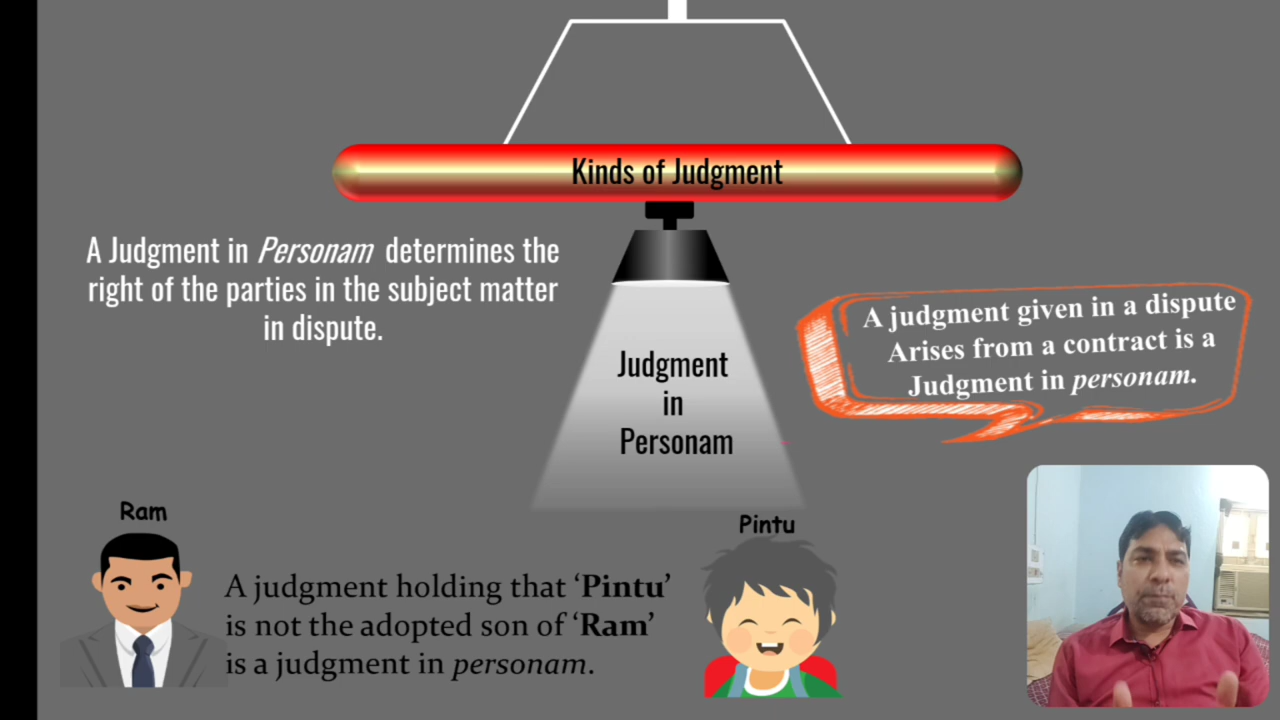 Kinds of Judgment
A Judgment in Personam determines the
right of the parties in the subject matter
in dispute.
A judgment given in a dispute
Arises from a contract is a
Judgment in personam.
Judgment
in
Personam
Ram
Pintu
A judgment holding that ‘Pintu’
is not the adopted son of ‘Ram’
is a judgment in personam.